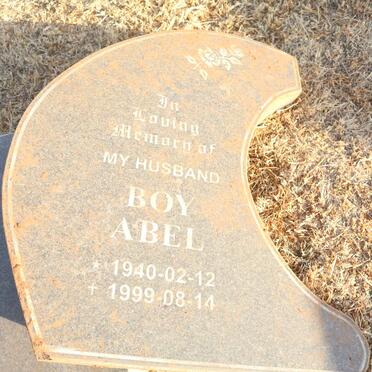 In
Loving
Memory of
MY HUSBAND
BOY
ABEL
* 1940-02-12
† 1999-08-14